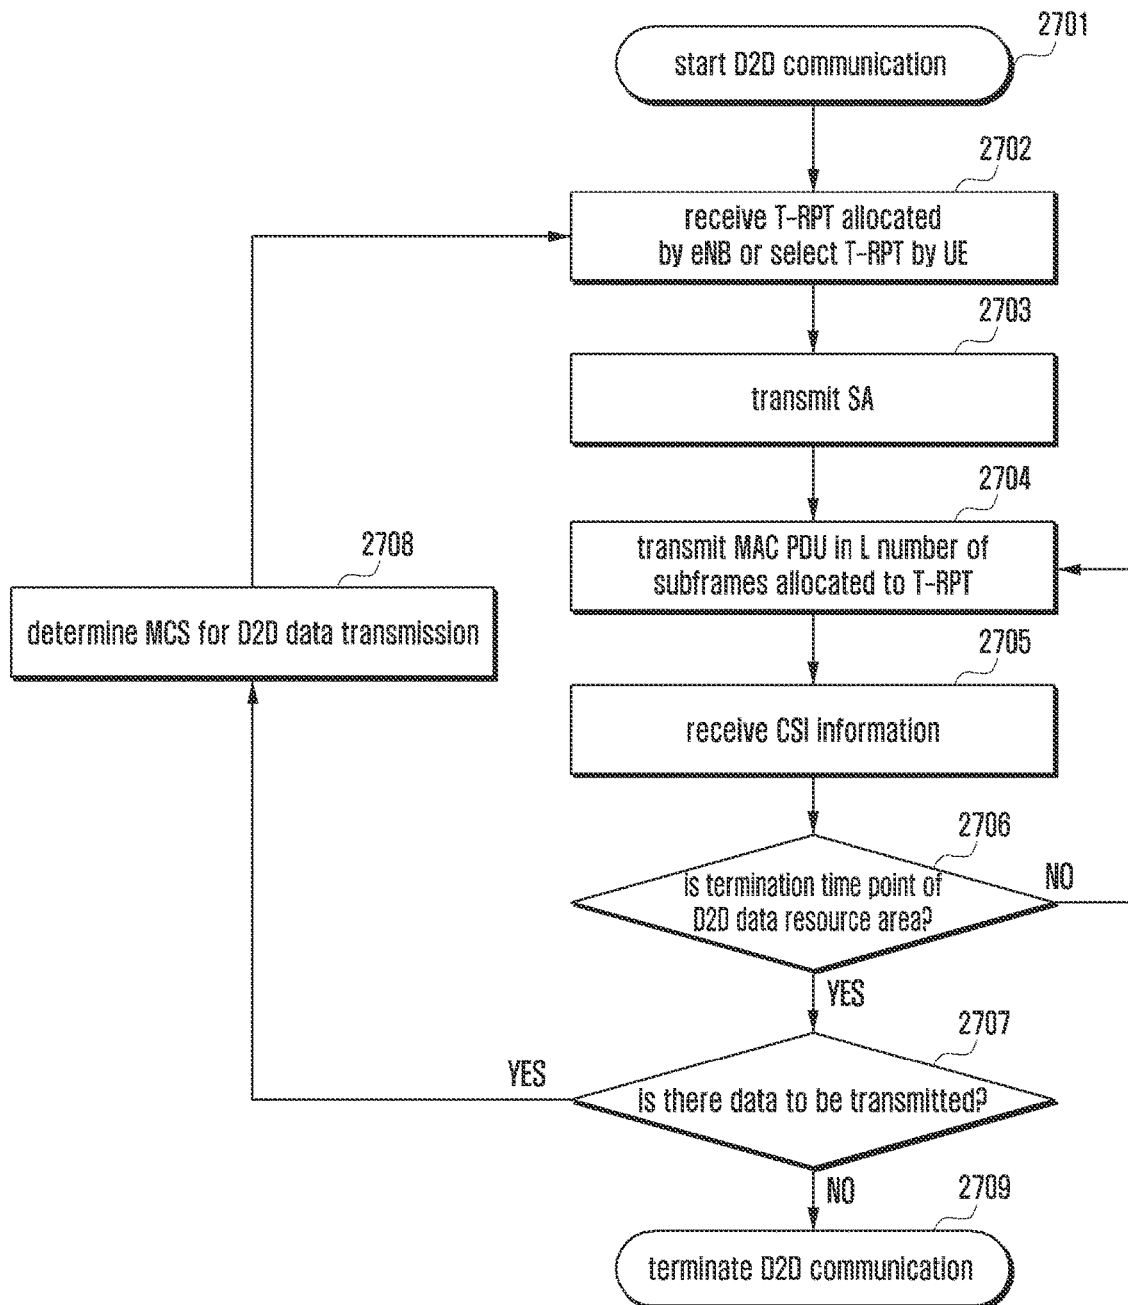 2701
start D2D communication
2702
receive T-RPT allocated
by eNB or select T-RPT by UE
2703
transmit SA
2704
transmit MAC PDU in L number of
subframes allocated to T-RPT
2708
determine MCS for D2D data transmission
2705
receive CSI information
2706
is termination time point of
D2D data resource area?
NO
YES
2707
YES
is there data to be transmitted?
NO
2709
terminate D2D communication